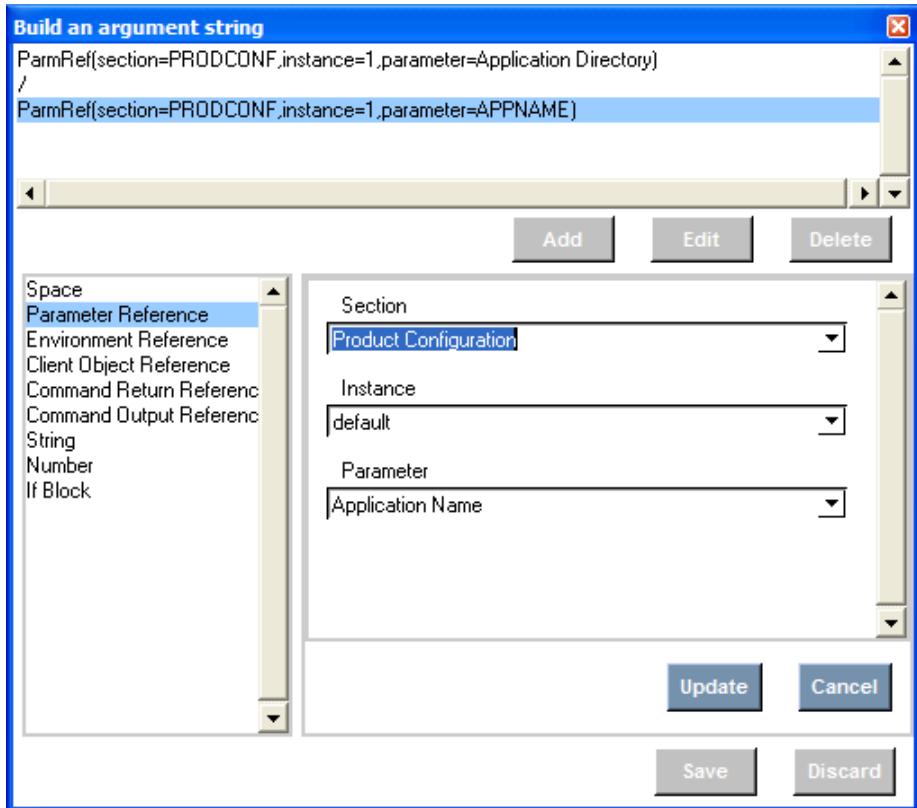 Build an argument string
ParmRef(section=PRODCONF,instance=1,parameter=Application Directory)
/
ParmRef(section=PRODCONF,instance=1,parameter=APPNAME)
Add Edit Delete
Space
Parameter Reference
Environment Reference
Client Object Reference
Command Return Referenc
Command Output Referenc
String
Number
If Block
Section
Product Configuration
Instance
default
Parameter
Application Name
Update Cancel
Save Discard